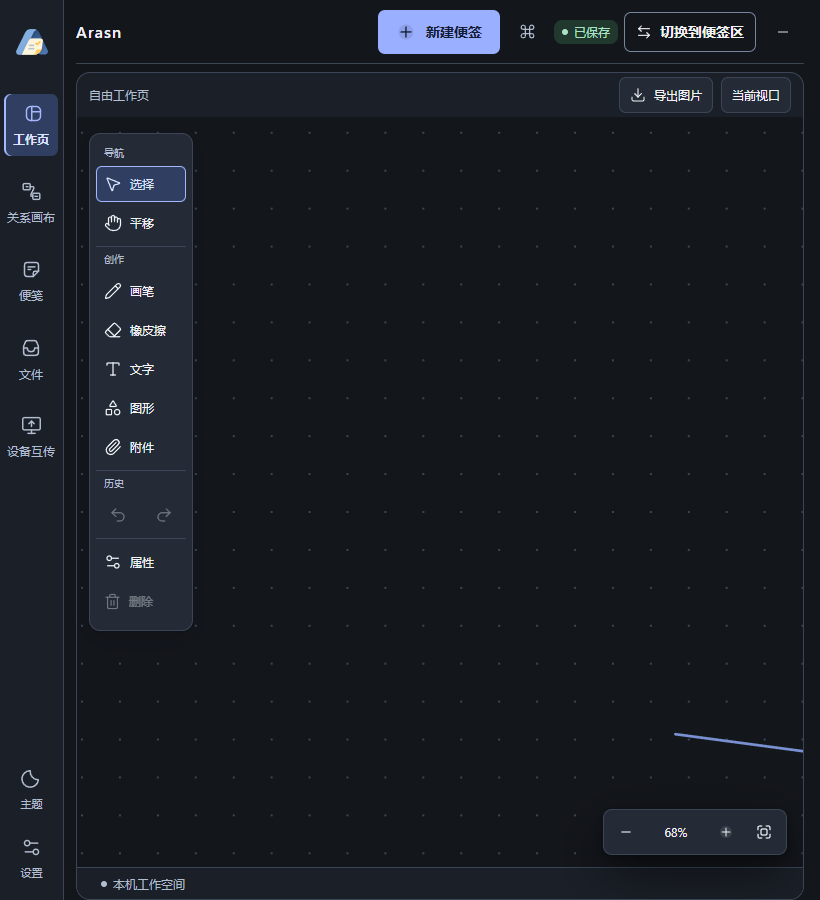 Arasn
新建便签
已保存
切换到便签区
工作页
关系画布
便笺
文件
设备互传
主题
设置
自由工作页
导出图片
当前视口
导航
选择
平移
创作
画笔
橡皮擦
文字
图形
附件
历史
属性
删除
68%
本机工作空间